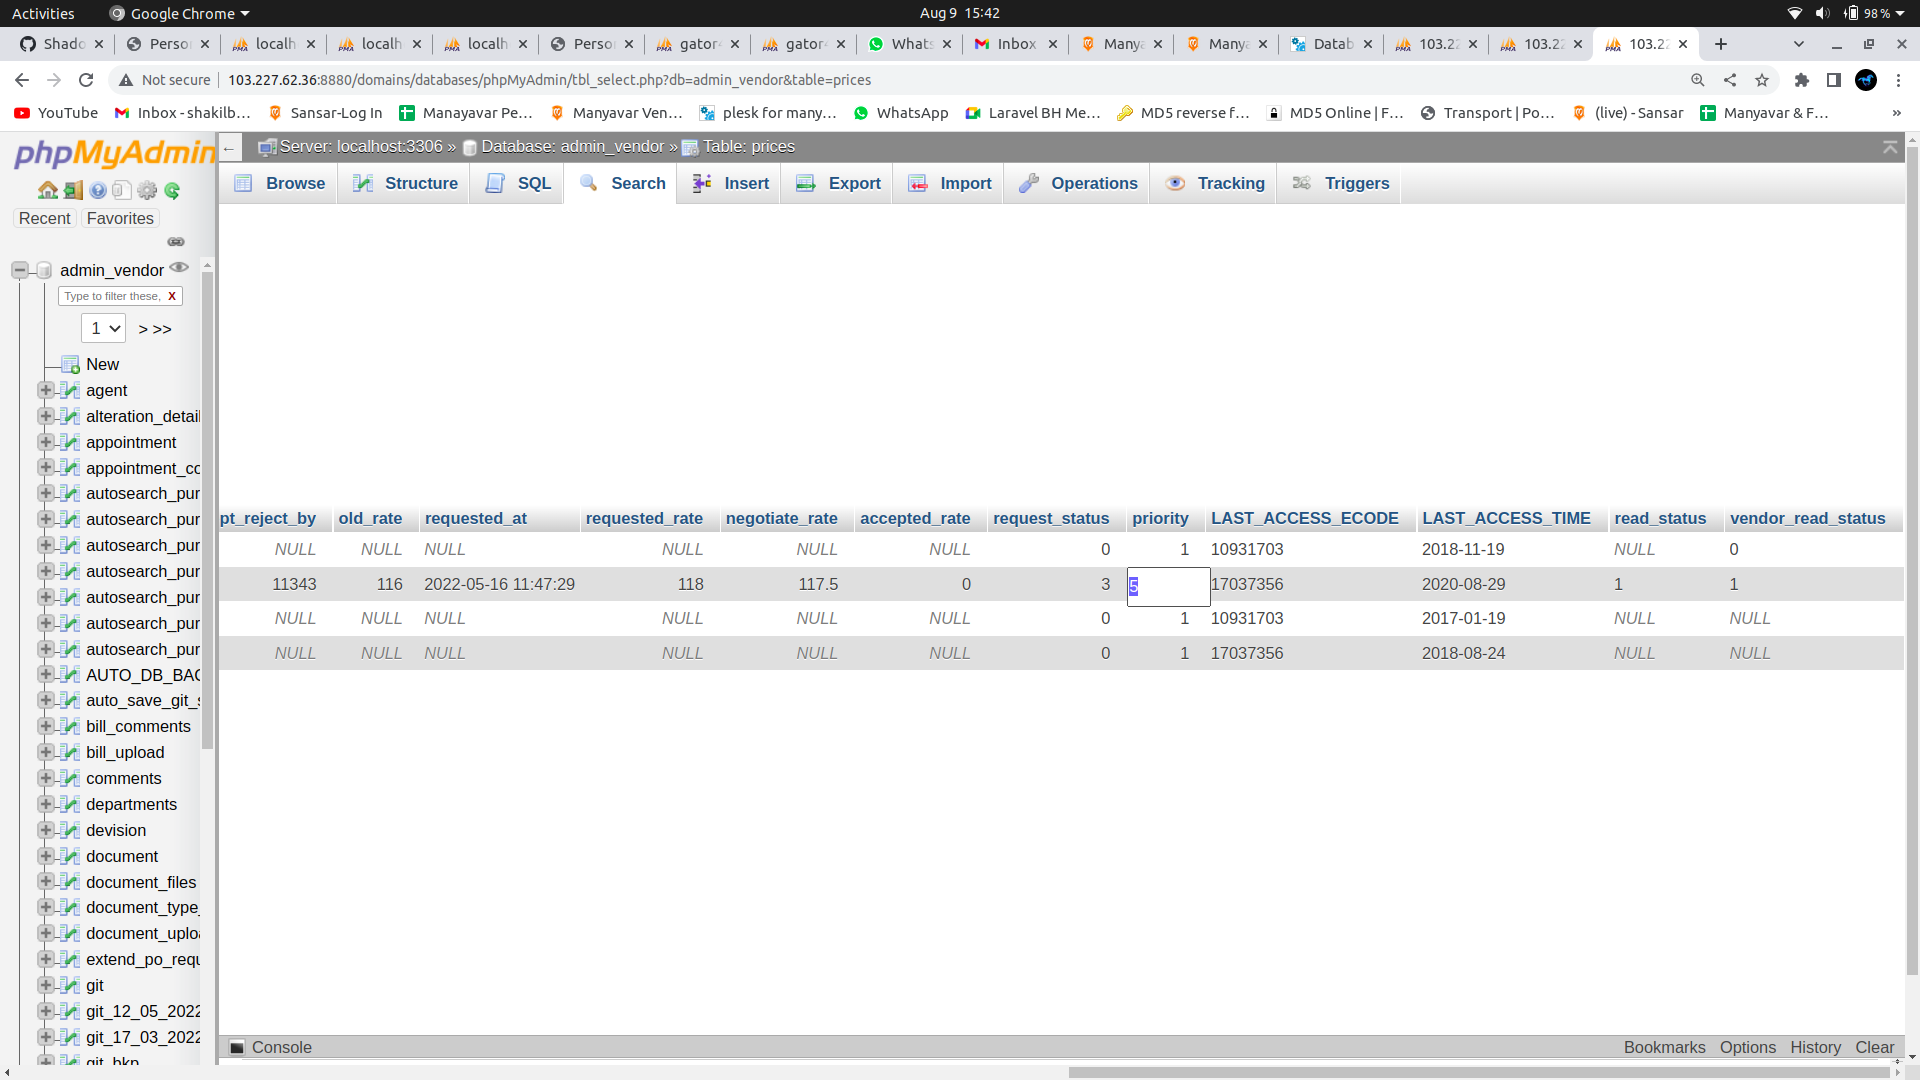 Activities Google Chrome Aug 9 15:42 98 %
Shado Perso localh localh localh Perso gator gator Whats Inbox Manya Manya Datab 103.22 103.22 103.22
Not secure 103.227.62.36:8880/domains/databases/phpMyAdmin/tbl_select.php?db=admin_vendor&table=prices
YouTube Inbox - shakilb… Sansar-Log In Manayavar Pe… Manyavar Ven… plesk for many… WhatsApp Laravel BH Me… MD5 reverse f… MD5 Online | F… Transport | Po… (live) - Sansar Manyavar & F… »
phpMyAdmin
Recent Favorites
admin_vendor
Type to filter these, X
1 > >>
New
agent
alteration_detail
appointment
appointment_co
autosearch_pur
autosearch_pur
autosearch_pur
autosearch_pur
autosearch_pur
autosearch_pur
autosearch_pur
AUTO_DB_BAC
auto_save_git_s
bill_comments
bill_upload
comments
departments
devision
document
document_files
document_type_
document_uploa
extend_po_requ
git
git_12_05_2022
git_17_03_2022
git_bkp
← Server: localhost:3306 » Database: admin_vendor » Table: prices
Browse Structure SQL Search Insert Export Import Operations Tracking Triggers
pt_reject_by old_rate requested_at requested_rate negotiate_rate accepted_rate request_status priority LAST_ACCESS_ECODE LAST_ACCESS_TIME read_status vendor_read_status
NULL NULL NULL NULL NULL NULL 0 1 10931703 2018-11-19 NULL 0
11343 116 2022-05-16 11:47:29 118 117.5 0 3 5 17037356 2020-08-29 1 1
NULL NULL NULL NULL NULL NULL 0 1 10931703 2017-01-19 NULL NULL
NULL NULL NULL NULL NULL NULL 0 1 17037356 2018-08-24 NULL NULL
Console Bookmarks Options History Clear